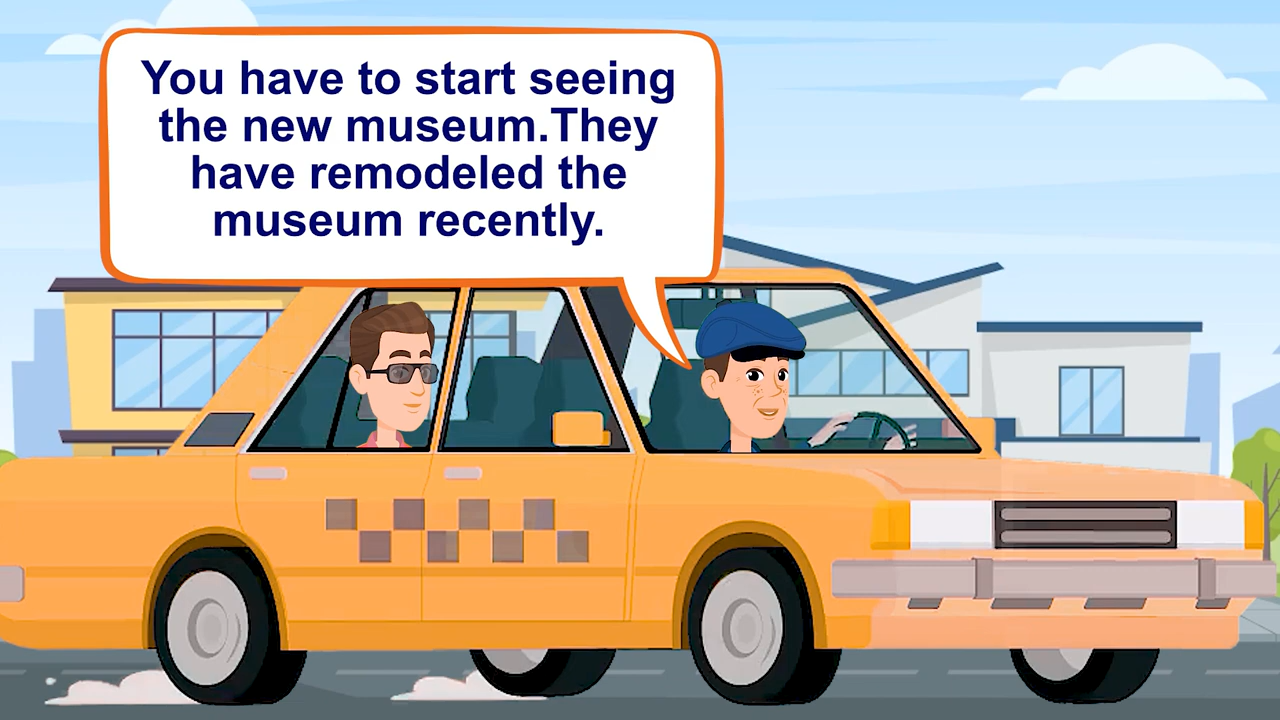 You have to start seeing
the new museum.They
have remodeled the
museum recently.